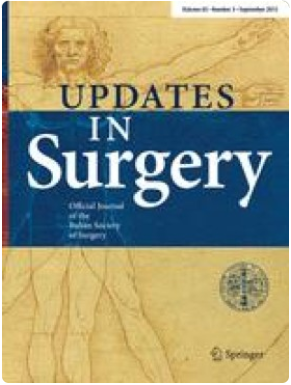 Volume 65 • Number 3 • September 2013
UPDATES
IN
Surgery
Official Journal
of the
Italian Society
of Surgery
Springer